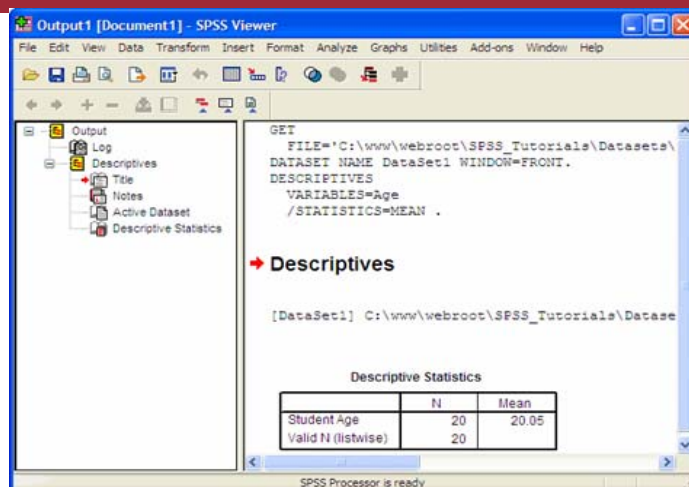 Output1 [Document1] - SPSS Viewer
File Edit View Data Transform Insert Format Analyze Graphs Utilities Add-ons Window Help
Output
Log
Descriptives
Title
Notes
Active Dataset
Descriptive Statistics
GET
FILE='C:\www\webroot\SPSS_Tutorials\Datasets\
DATASET NAME DataSet1 WINDOW=FRONT.
DESCRIPTIVES
VARIABLES=Age
/STATISTICS=MEAN .
Descriptives
[DataSet1] C:\www\webroot\SPSS_Tutorials\Datase
Descriptive Statistics
N Mean
Student Age 20 20.05
Valid N (listwise) 20
SPSS Processor is ready